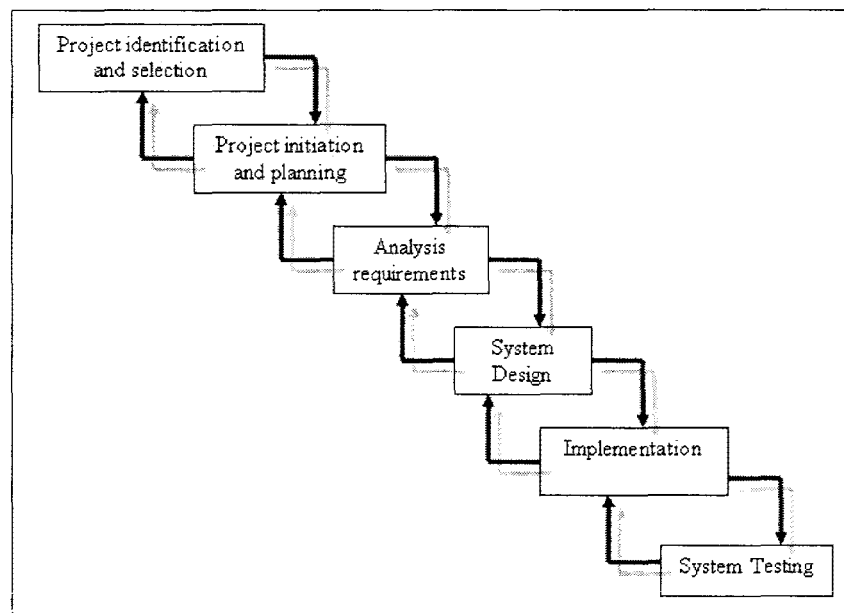 Project identification
and selection
Project initiation
and planning
Analysis
requirements
System
Design
Implementation
System Testing